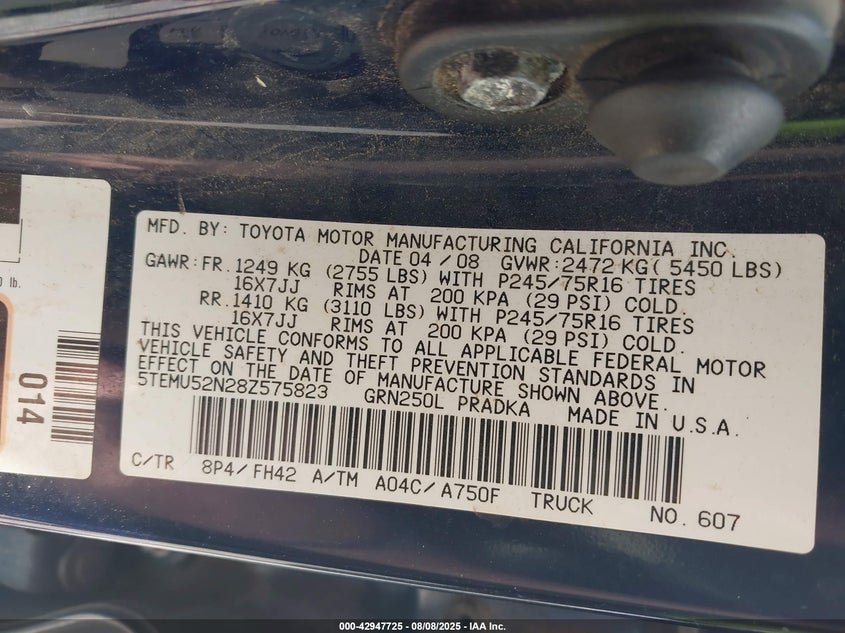 MFD. BY: TOYOTA MOTOR MANUFACTURING CALIFORNIA INC.
DATE 04 / 08 GVWR: 2472 KG ( 5450 LBS)
GAWR: FR. 1249 KG (2755 LBS) WITH P245/75R16 TIRES
16X7JJ RIMS AT 200 KPA (29 PSI) COLD.
RR. 1410 KG (3110 LBS) WITH P245/75R16 TIRES
16X7JJ RIMS AT 200 KPA (29 PSI) COLD.
THIS VEHICLE CONFORMS TO ALL APPLICABLE FEDERAL MOTOR
VEHICLE SAFETY AND THEFT PREVENTION STANDARDS IN
EFFECT ON THE DATE OF MANUFACTURE SHOWN ABOVE.
5TEMU52N28Z575823 GRN250L PRADKA MADE IN U.S.A.
C/TR 8P4/ FH42 A/TM A04C/ A750F TRUCK NO. 607
0 lb.
014
000-42947725 - 08/08/2025 - IAA Inc.